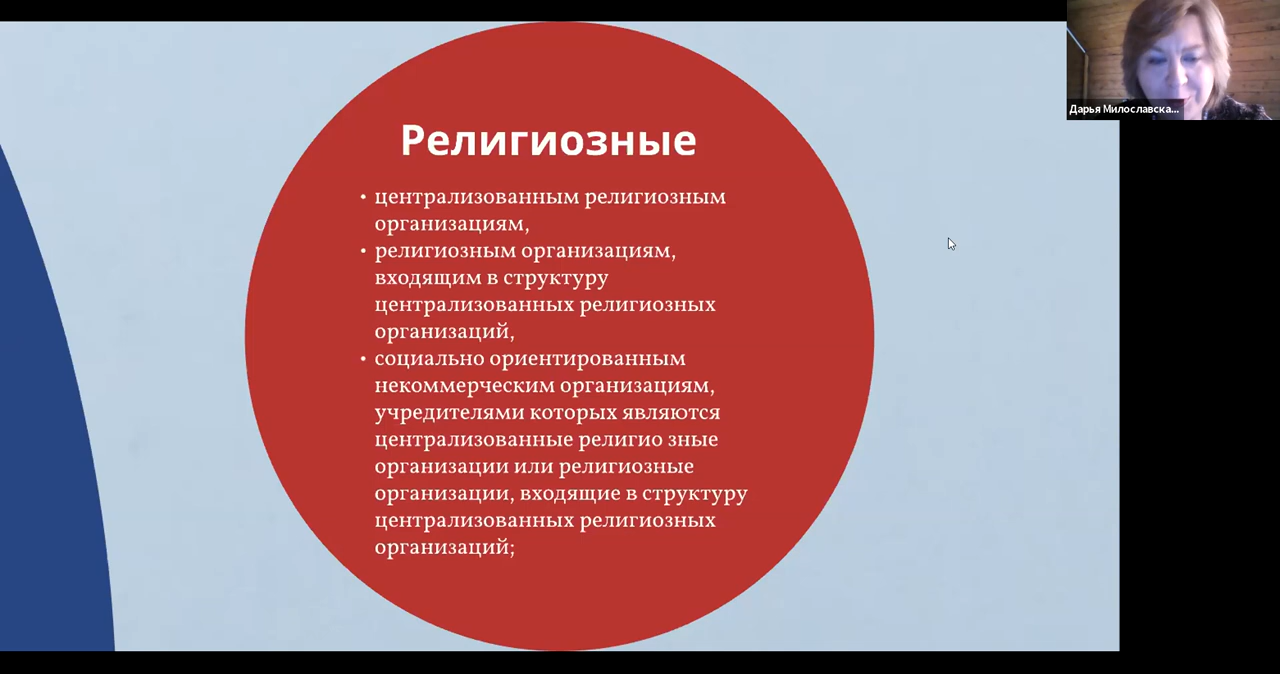 Религиозные
• централизованным религиозным
организациям,
• религиозным организациям,
входящим в структуру
централизованных религиозных
организаций,
• социально ориентированным
некоммерческим организациям,
учредителями которых являются
централизованные религио зные
организации или религиозные
организации, входящие в структуру
централизованных религиозных
организаций;
Дарья Милославска...